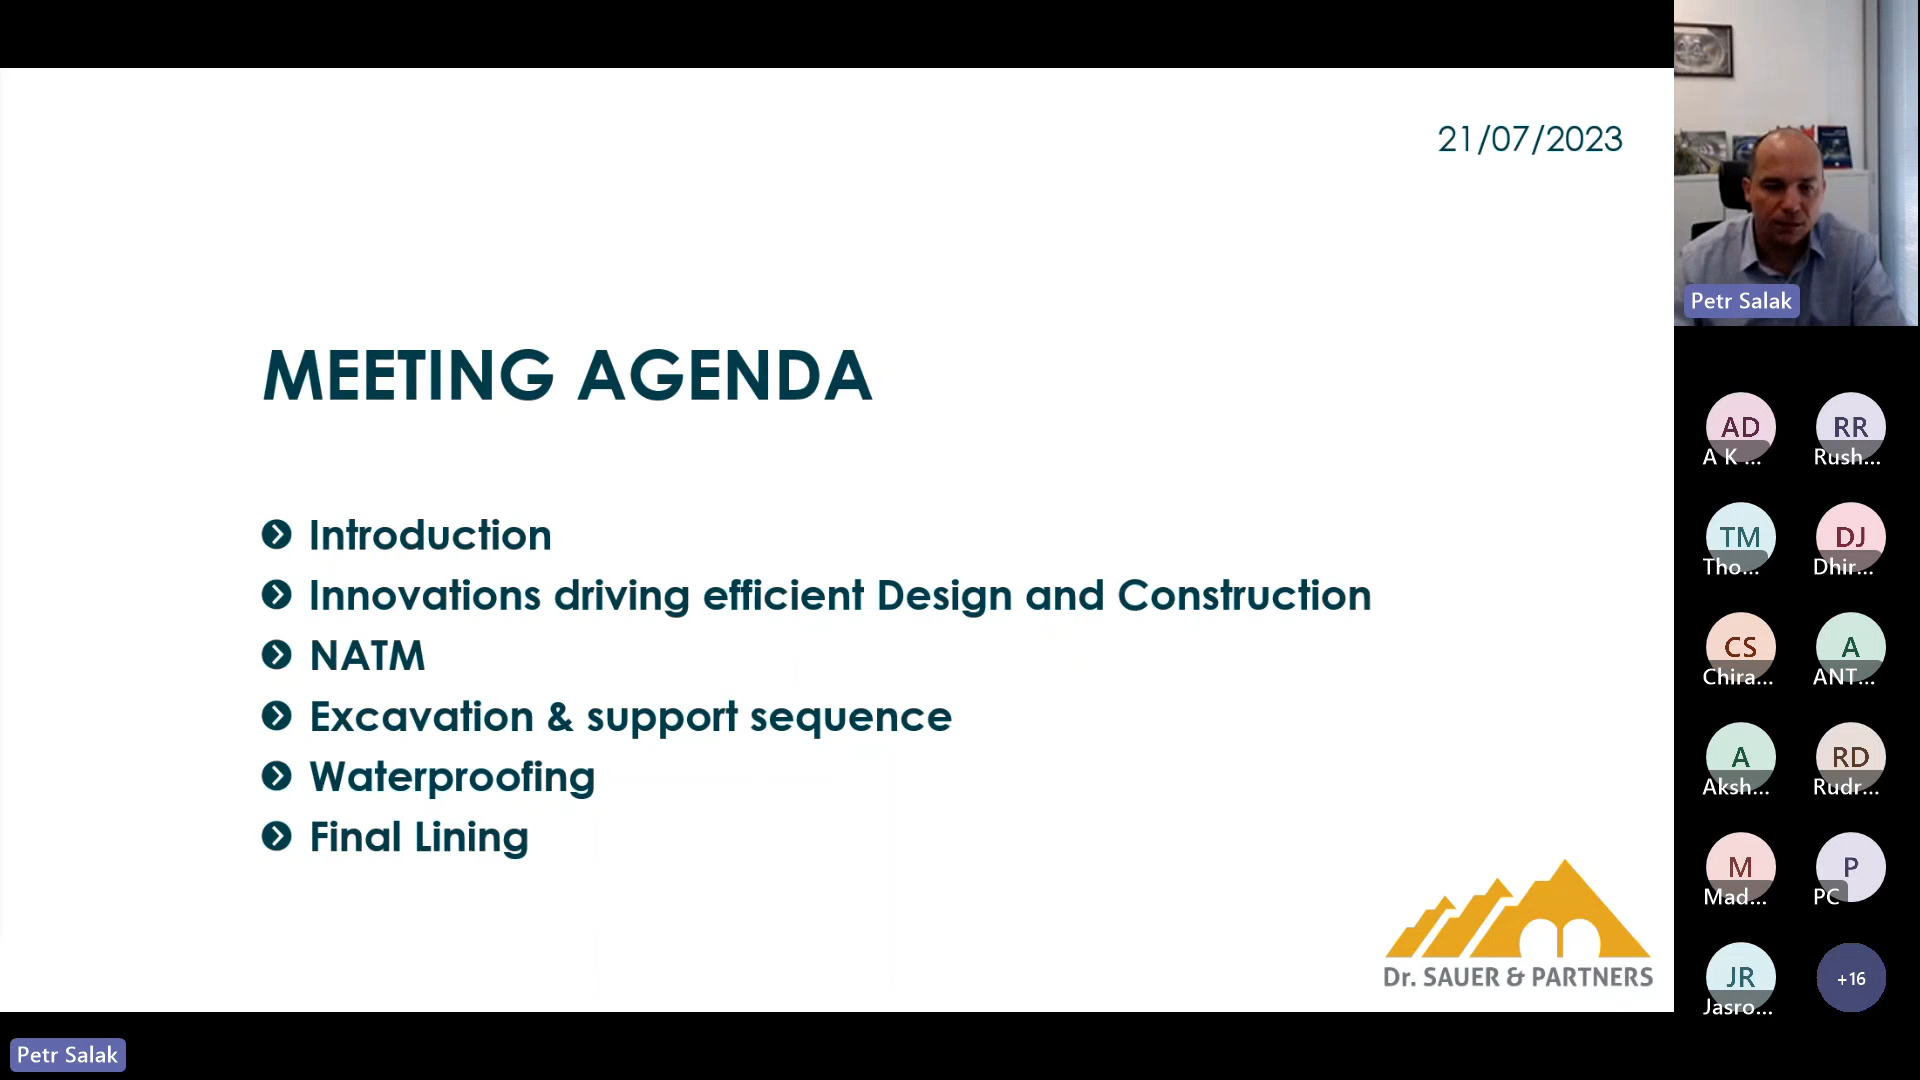 21/07/2023
MEETING AGENDA
Introduction
Innovations driving efficient Design and Construction
NATM
Excavation & support sequence
Waterproofing
Final Lining
Dr. SAUER & PARTNERS
Petr Salak
Petr Salak
AD
A K ...
RR
Rush...
TM
Tho...
DJ
Dhir...
CS
Chira...
A
ANT...
A
Aksh...
RD
Rudr...
M
Mad...
P
PC
JR
Jasro...
+16